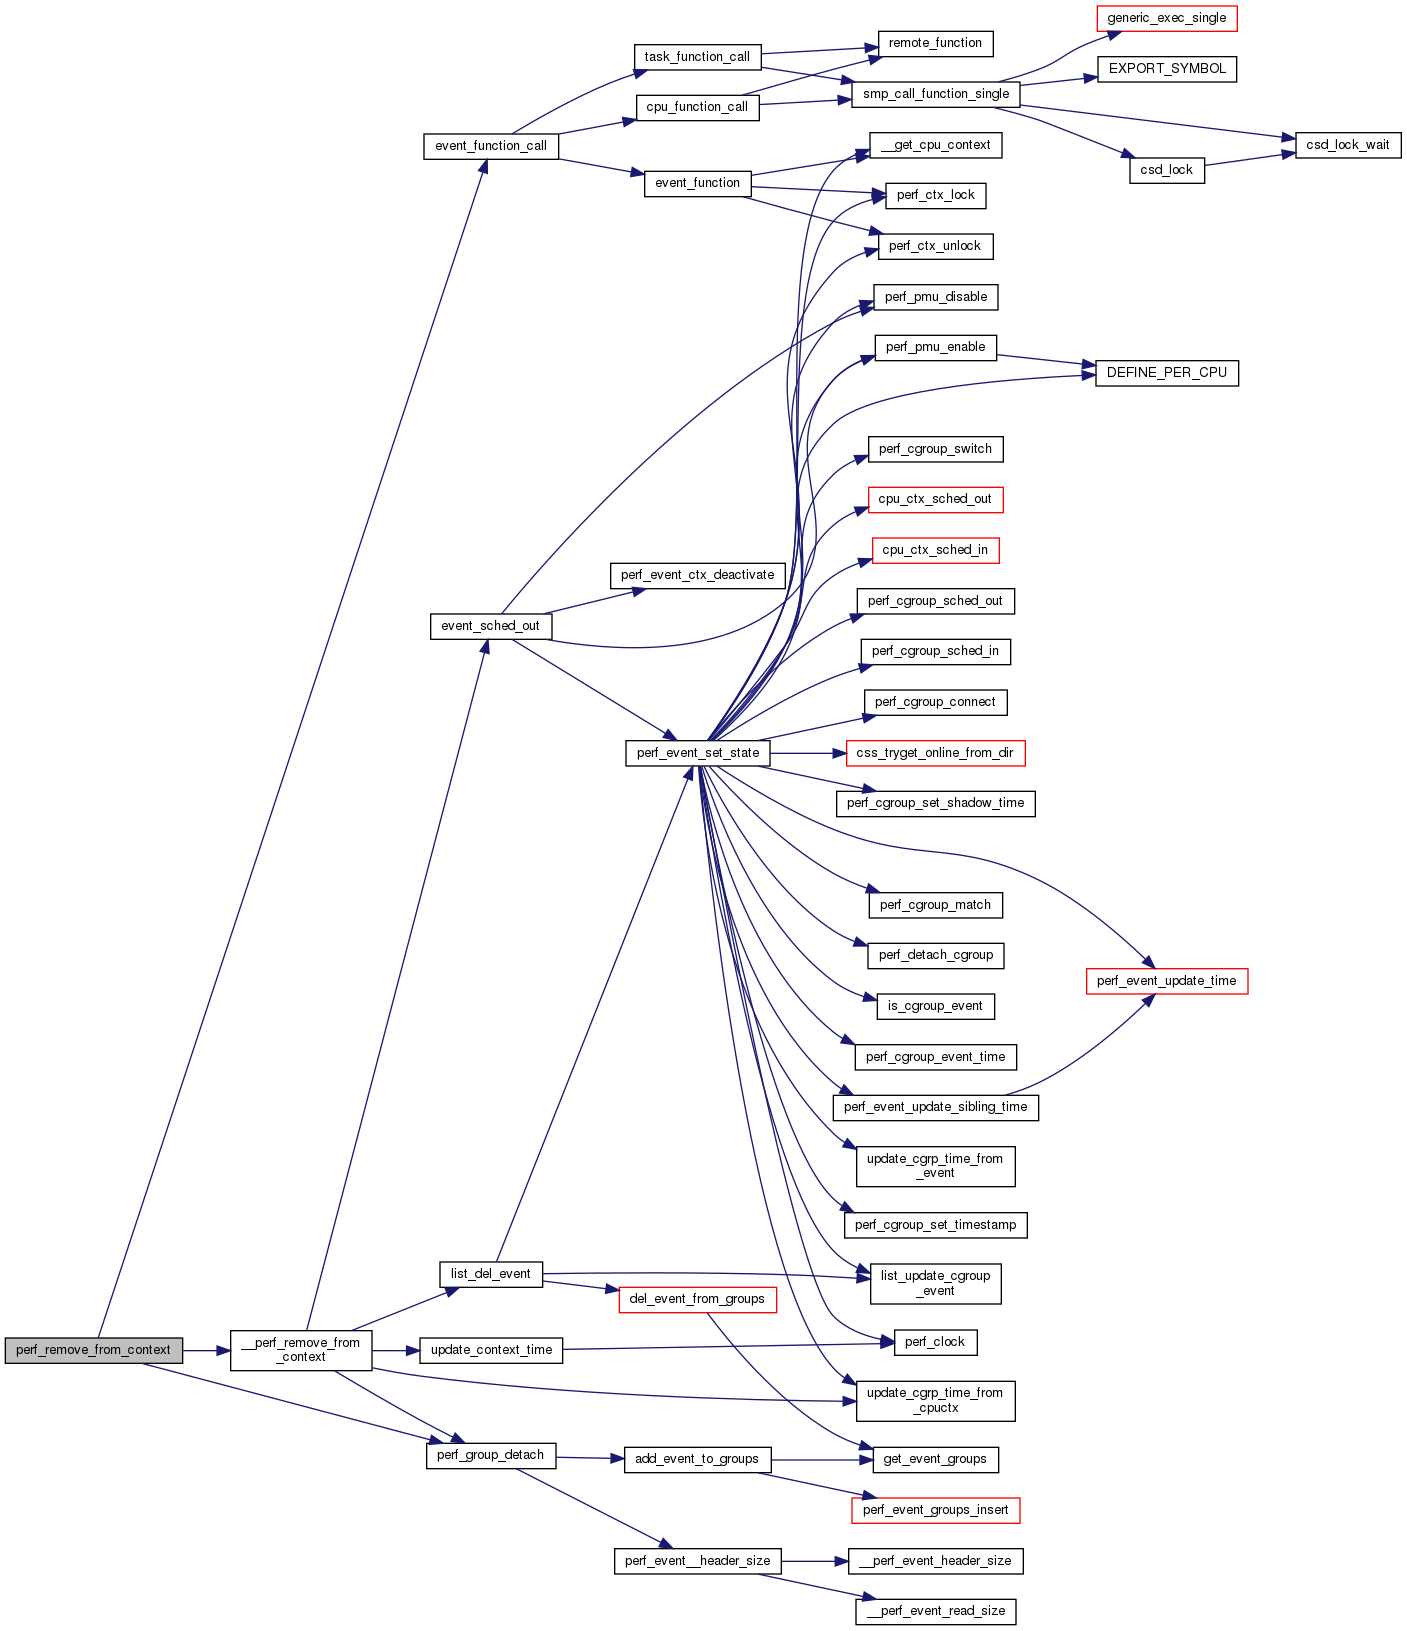 generic_exec_single
remote_function
task_function_call
EXPORT_SYMBOL
smp_call_function_single
cpu_function_call
event_function_call
__get_cpu_context
csd_lock_wait
csd_lock
event_function
perf_ctx_lock
perf_ctx_unlock
perf_pmu_disable
perf_pmu_enable
DEFINE_PER_CPU
perf_cgroup_switch
cpu_ctx_sched_out
cpu_ctx_sched_in
perf_event_ctx_deactivate
perf_cgroup_sched_out
event_sched_out
perf_cgroup_sched_in
perf_cgroup_connect
perf_event_set_state
css_tryget_online_from_dir
perf_cgroup_set_shadow_time
perf_cgroup_match
perf_detach_cgroup
perf_event_update_time
is_cgroup_event
perf_cgroup_event_time
perf_event_update_sibling_time
update_cgrp_time_from
_event
perf_cgroup_set_timestamp
list_del_event
list_update_cgroup
_event
del_event_from_groups
perf_remove_from_context
__perf_remove_from
_context
update_context_time
perf_clock
update_cgrp_time_from
_cpuctx
perf_group_detach
add_event_to_groups
get_event_groups
perf_event_groups_insert
perf_event__header_size
__perf_event_header_size
__perf_event_read_size